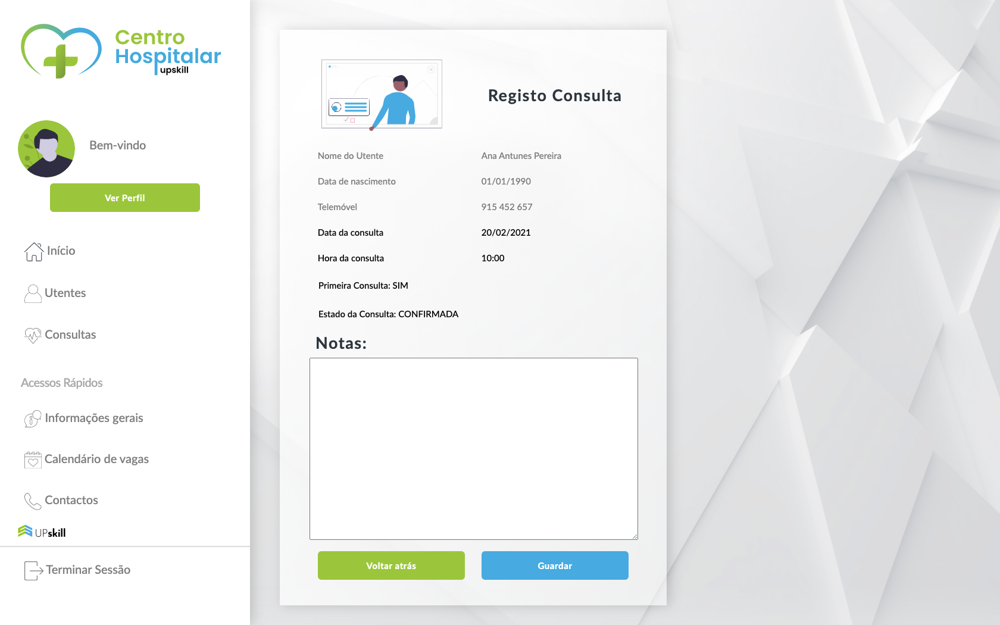 Centro
Hospitalar
upskill
Bem-vindo
Ver Perfil
Início
Utentes
Consultas
Acessos Rápidos
Informações gerais
Calendário de vagas
Contactos
UPskill
Terminar Sessão
Registo Consulta
Nome do Utente Ana Antunes Pereira
Data de nascimento 01/01/1990
Telemóvel 915 452 657
Data da consulta 20/02/2021
Hora da consulta 10:00
Primeira Consulta: SIM
Estado da Consulta: CONFIRMADA
Notas:
Voltar atrás Guardar